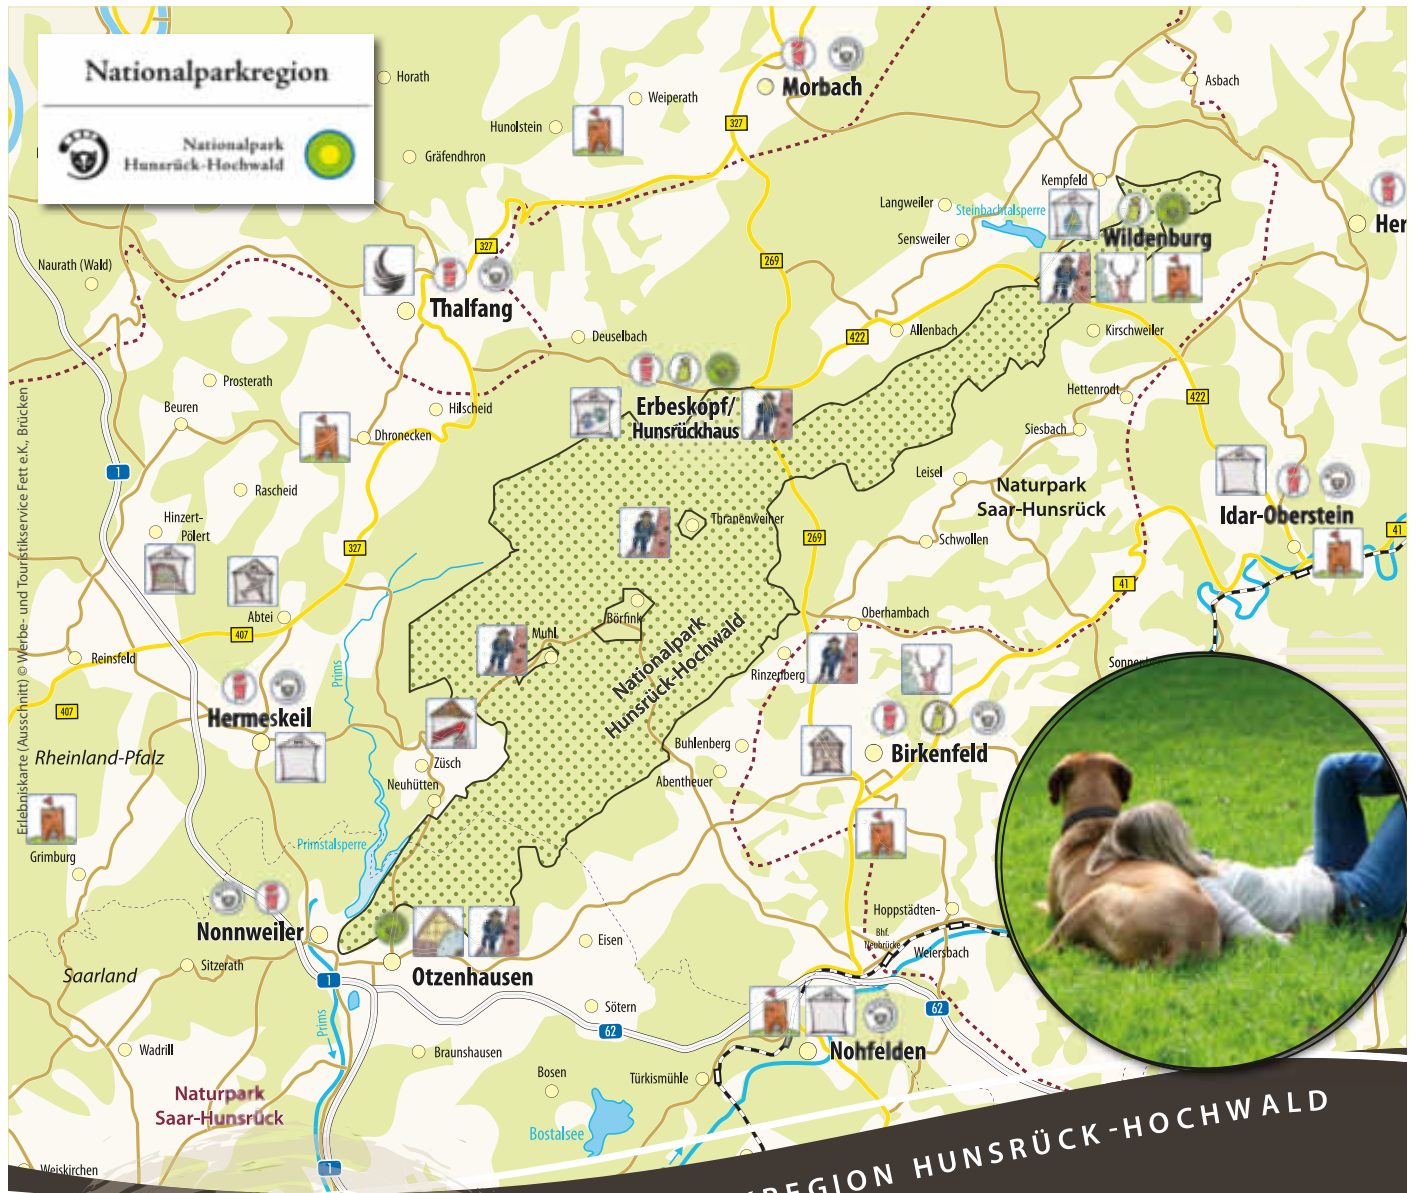 Nationalparkregion
Nationalpark
Hunsrück-Hochwald
Horath
Weiperath
Hunolstein
Gräfendhron
Morbach
327
Asbach
Kempfeld
Langweiler
Steinbachtalsperre
Sensweiler
Wildenburg
Her
Naurath (Wald)
327
269
Thalfang
Deuselbach
422
Allenbach
Kirschweiler
Prosterath
Beuren
Hilscheid
Dhronecken
Erbeskopf/
Hunsrückhaus
Hettenrodt
422
Siesbach
1
Rascheid
Leisel
Naturpark
Saar-Hunsrück
Idar-Oberstein
Hinzert-
Pölert
Thranenweiher
269
Schwollen
41
327
41
Abtei
407
Börfink
Oberhambach
Muhl
Reinsfeld
Prims
Nationalpark
Hunsrück-Hochwald
Rinzenberg
407
Hermeskeil
Rheinland-Pfalz
Züsch
Neuhütten
Buhlenberg
Abentheuer
Birkenfeld
Erlebniskarte (Ausschnitt) © Werbe- und Touristikservice Fett e.K., Brücken
Grimburg
Primstalsperre
Nonnweiler
Hoppstädten-
Bhf.
Neubrücke
Weiersbach
Eisen
Sitzerath
Saarland
Otzenhausen
1
Sötern
62
62
Prims
Wadrill
Braunshausen
Nohfelden
Bosen
Türkismühle
Naturpark
Saar-Hunsrück
Bostalsee
1
Weiskirchen
REGION HUNSRÜCK-HOCHWALD